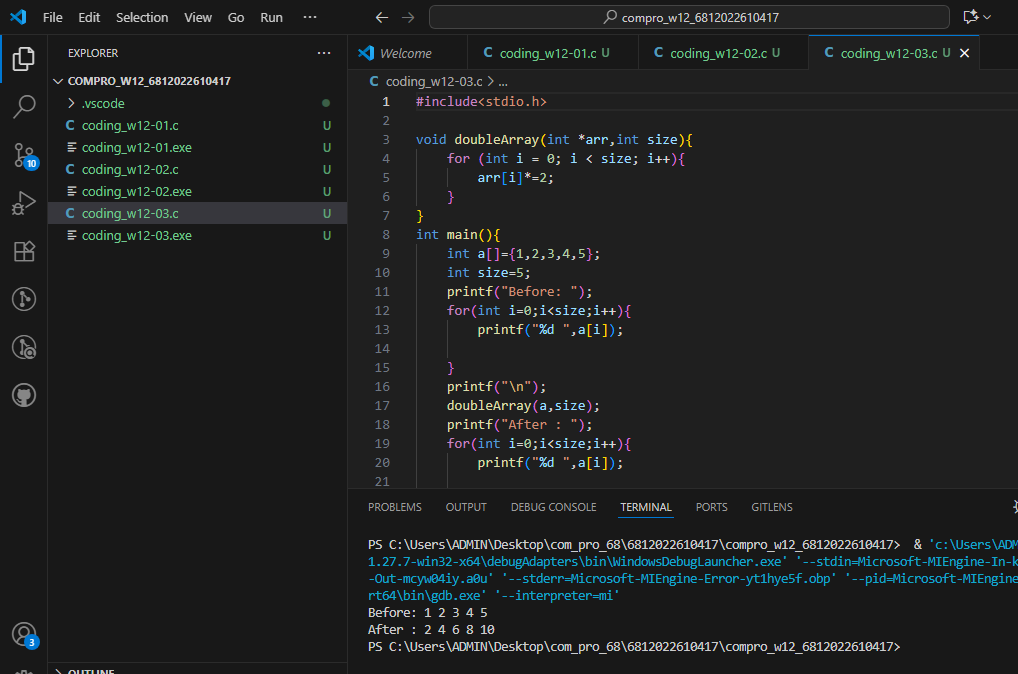 File Edit Selection View Go Run ···
compro_w12_6812022610417
EXPLORER ···
COMPRO_W12_6812022610417
.vscode
C coding_w12-01.c U
coding_w12-01.exe U
C coding_w12-02.c U
coding_w12-02.exe U
C coding_w12-03.c U
coding_w12-03.exe U
10
3
OUTLINE
Welcome C coding_w12-01.c U C coding_w12-02.c U C coding_w12-03.c U
C coding_w12-03.c > ...
1 #include<stdio.h>
2
3 void doubleArray(int *arr,int size){
4 for (int i = 0; i < size; i++){
5 arr[i]*=2;
6 }
7 }
8 int main(){
9 int a[]={1,2,3,4,5};
10 int size=5;
11 printf("Before: ");
12 for(int i=0;i<size;i++){
13 printf("%d ",a[i]);
14
15 }
16 printf("\n");
17 doubleArray(a,size);
18 printf("After : ");
19 for(int i=0;i<size;i++){
20 printf("%d ",a[i]);
21
PROBLEMS OUTPUT DEBUG CONSOLE TERMINAL PORTS GITLENS
PS C:\Users\ADMIN\Desktop\com_pro_68\6812022610417\compro_w12_6812022610417> & 'c:\Users\ADM
1.27.7-win32-x64\debugAdapters\bin\WindowsDebugLauncher.exe' '--stdin=Microsoft-MIEngine-In-k
-Out-mcyw04iy.a0u' '--stderr=Microsoft-MIEngine-Error-yt1hye5f.obp' '--pid=Microsoft-MIEngine
rt64\bin\gdb.exe' '--interpreter=mi'
Before: 1 2 3 4 5
After : 2 4 6 8 10
PS C:\Users\ADMIN\Desktop\com_pro_68\6812022610417\compro_w12_6812022610417>